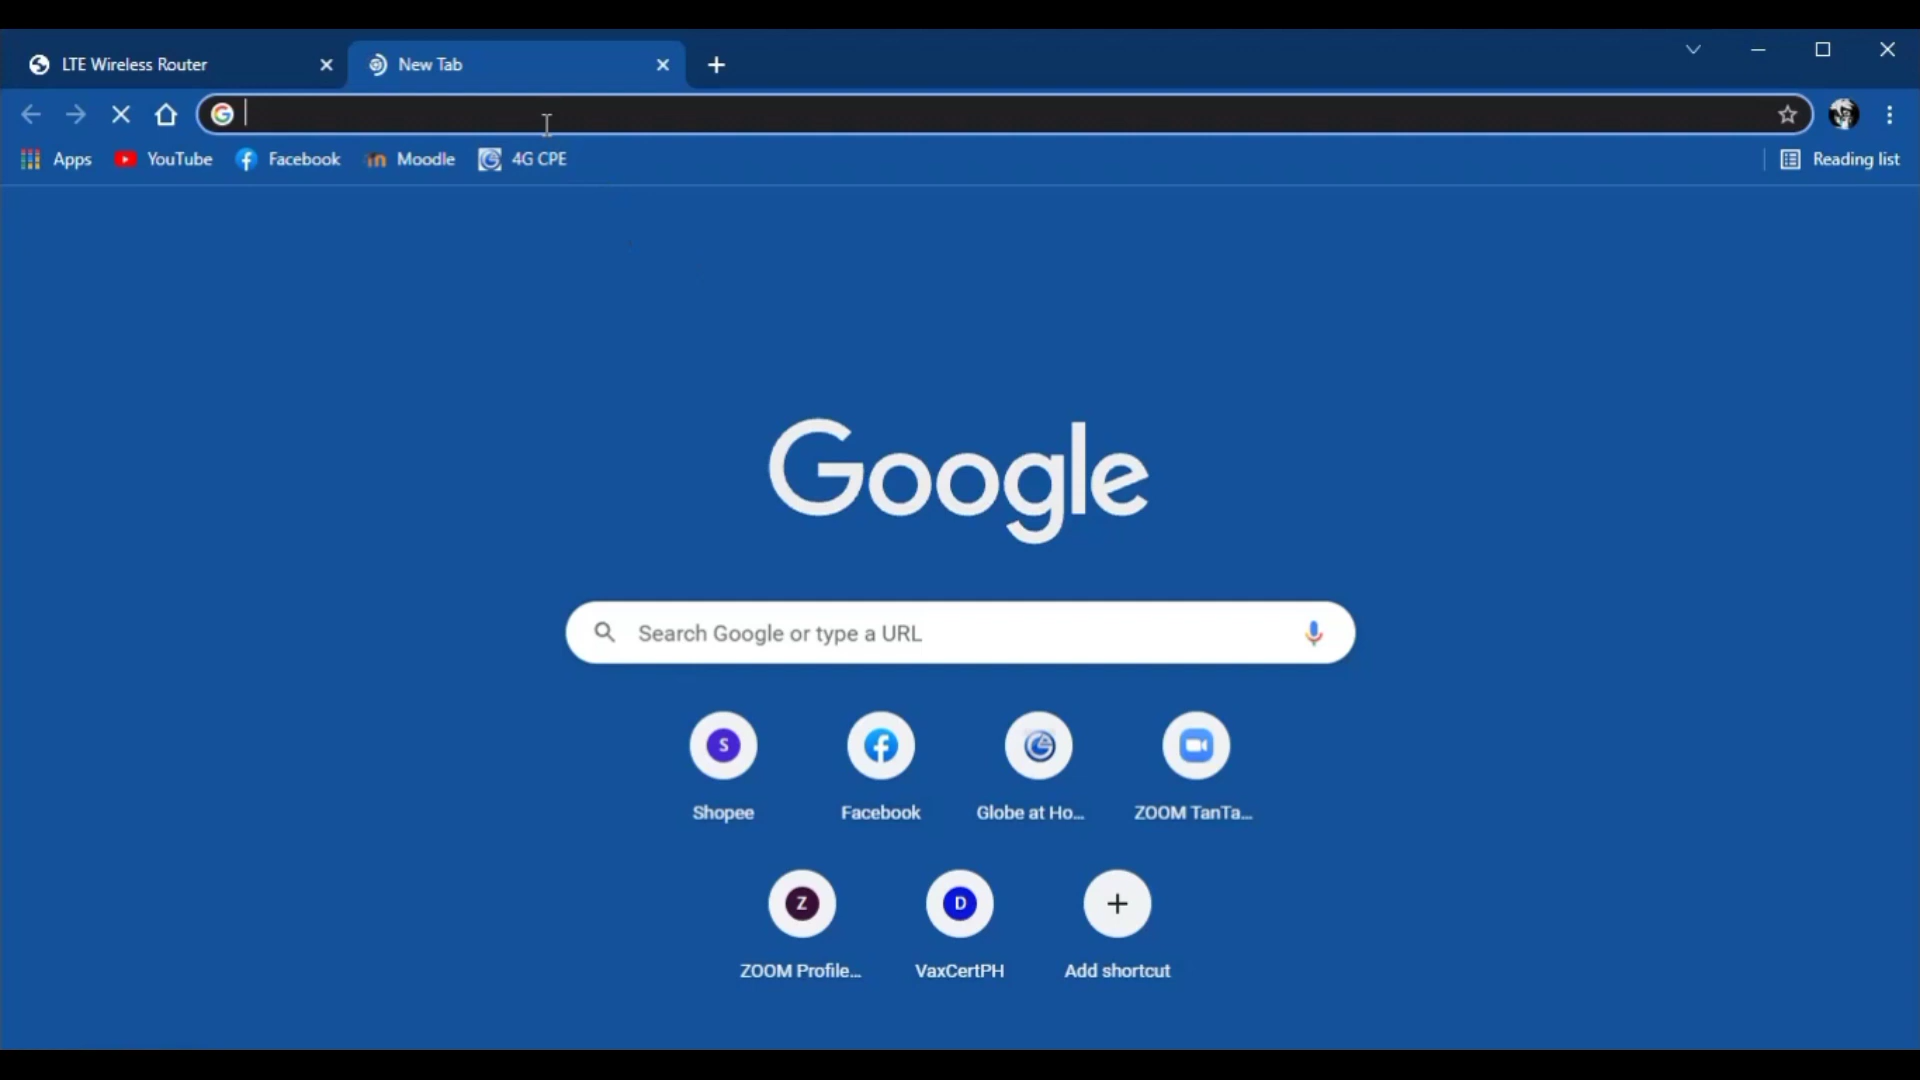 LTE Wireless Router
New Tab
Apps
YouTube
Facebook
Moodle
4G CPE
Reading list
Google
Search Google or type a URL
S
Shopee
Facebook
Globe at Ho...
ZOOM TanTa...
Z
ZOOM Profile...
D
VaxCertPH
Add shortcut